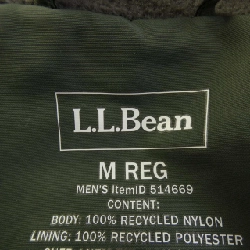 L.L.Bean
M REG
MEN'S ItemID 514669
CONTENT:
BODY: 100% RECYCLED NYLON
LINING: 100% RECYCLED POLYESTER